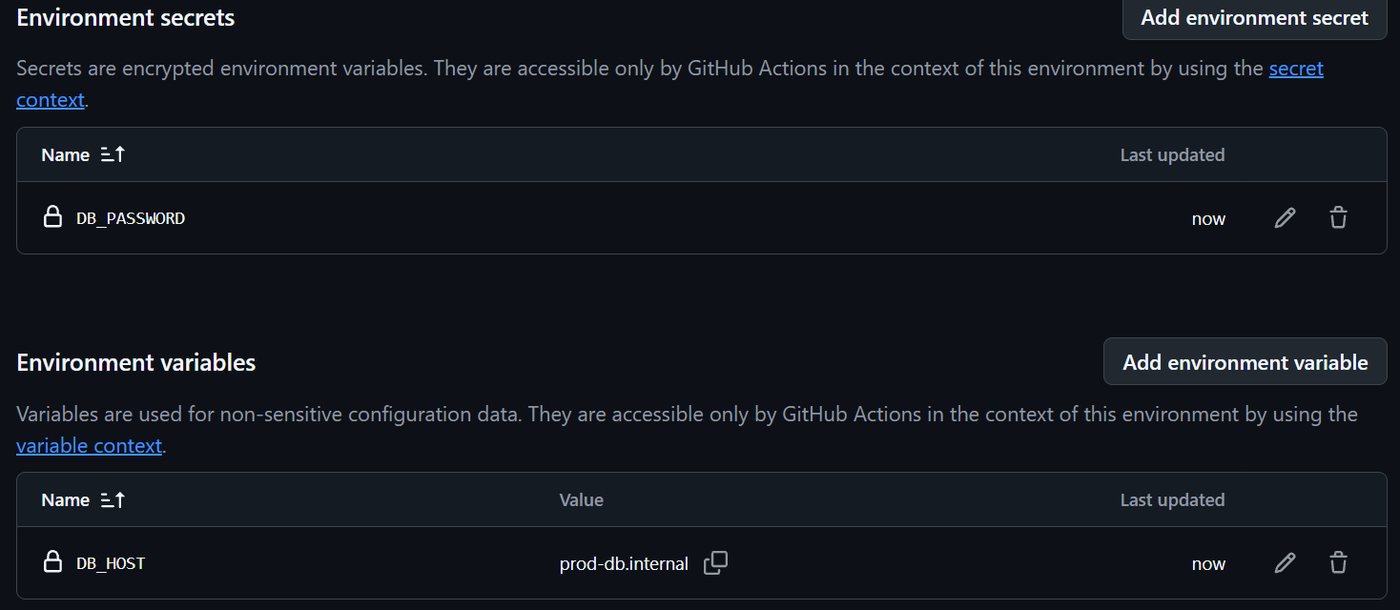 Environment secrets
Add environment secret
Secrets are encrypted environment variables. They are accessible only by GitHub Actions in the context of this environment by using the secret
context.
Name Last updated
DB_PASSWORD now
Environment variables
Add environment variable
Variables are used for non-sensitive configuration data. They are accessible only by GitHub Actions in the context of this environment by using the
variable context.
Name Value Last updated
DB_HOST prod-db.internal now